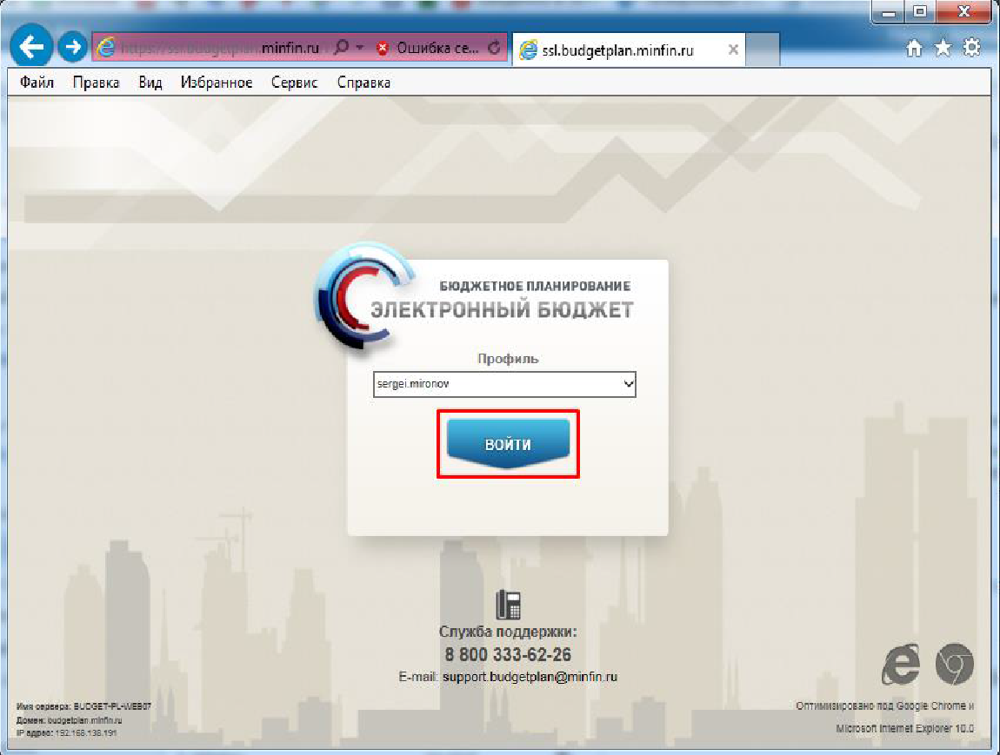 https://ssl.budgetplan.minfin.ru
Ошибка се...
ssl.budgetplan.minfin.ru
Файл Правка Вид Избранное Сервис Справка
БЮДЖЕТНОЕ ПЛАНИРОВАНИЕ
ЭЛЕКТРОННЫЙ БЮДЖЕТ
Профиль
sergei.mironov
ВОЙТИ
Служба поддержки:
8 800 333-62-26
E-mail: support.budgetplan@minfin.ru
Имя сервера: BUDGET-PL-WEB07
Домен: budgetplan.minfin.ru
IP адрес: 192.168.138.191
Оптимизировано под Google Chrome и
Microsoft Internet Explorer 10.0